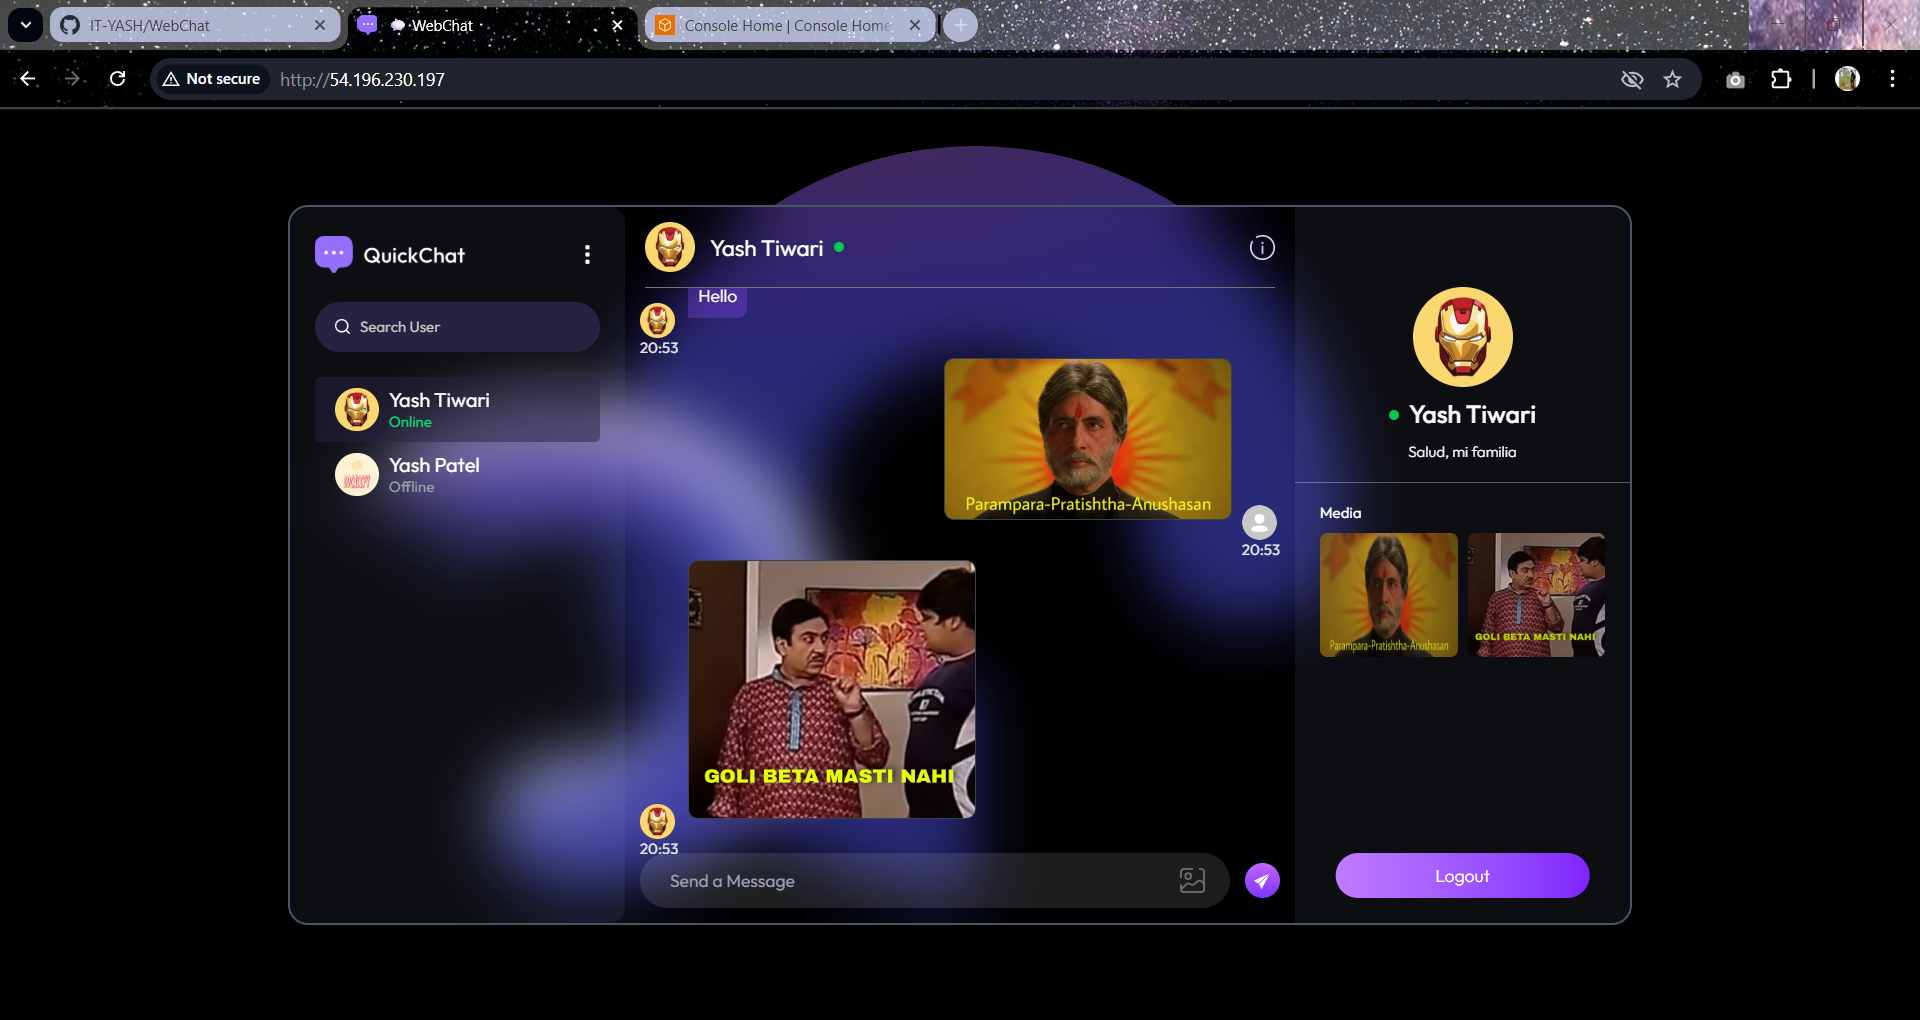 IT-YASH/WebChat
WebChat
Console Home | Console Home
Not secure
http://54.196.230.197
QuickChat
Search User
Yash Tiwari
Online
Yash Patel
Offline
Yash Tiwari
Hello
20:53
Parampara-Pratishtha-Anushasan
20:53
GOLI BETA MASTI NAHI
20:53
Send a Message
Yash Tiwari
Salud, mi familia
Media
Parampara-Pratishtha-Anushasan
GOLI BETA MASTI NAHI
Logout